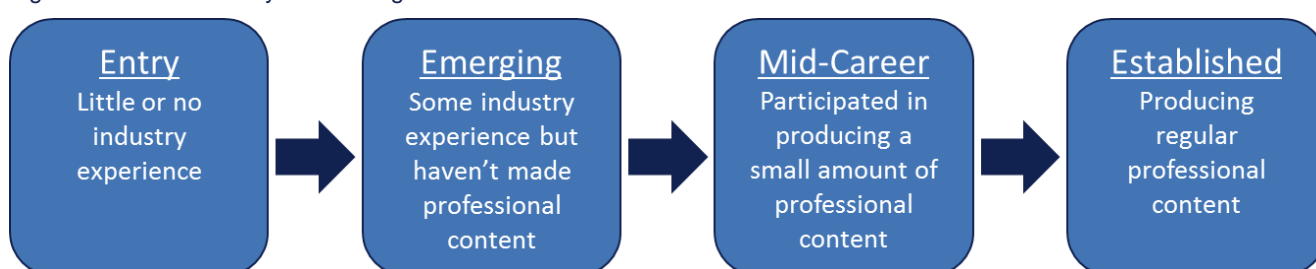 Entry
Little or no
industry
experience
Emerging
Some industry
experience but
haven't made
professional
content
Mid-Career
Participated in
producing a
small amount of
professional
content
Established
Producing
regular
professional
content